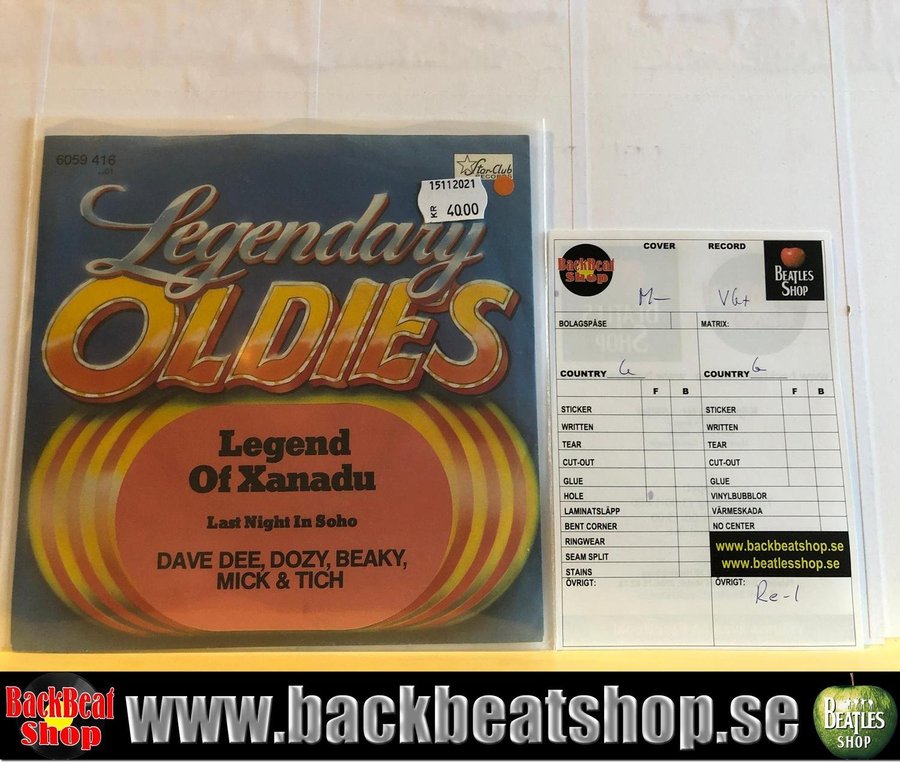 6059 416
Star-Club
RECORDS
15112021
KR 4000
Legendary
OLDIES
Legend
Of Xanadu
Last Night In Soho
DAVE DEE, DOZY, BEAKY,
MICK & TICH
COVER RECORD
BackBeat
Shop
BEATLES
SHOP
M- VG+
BOLAGSPÅSE MATRIX:
COUNTRY G COUNTRY G
F B F B
STICKER STICKER
WRITTEN WRITTEN
TEAR TEAR
CUT-OUT CUT-OUT
GLUE GLUE
HOLE VINYLBUBBLOR
LAMINATSLÄPP VÄRMESKADA
BENT CORNER NO CENTER
RINGWEAR
SEAM SPLIT
STAINS
www.backbeatshop.se
www.beatlesshop.se
ÖVRIGT: ÖVRIGT:
Re-1
BackBeat
Shop
www.backbeatshop.se
BEATLES
SHOP